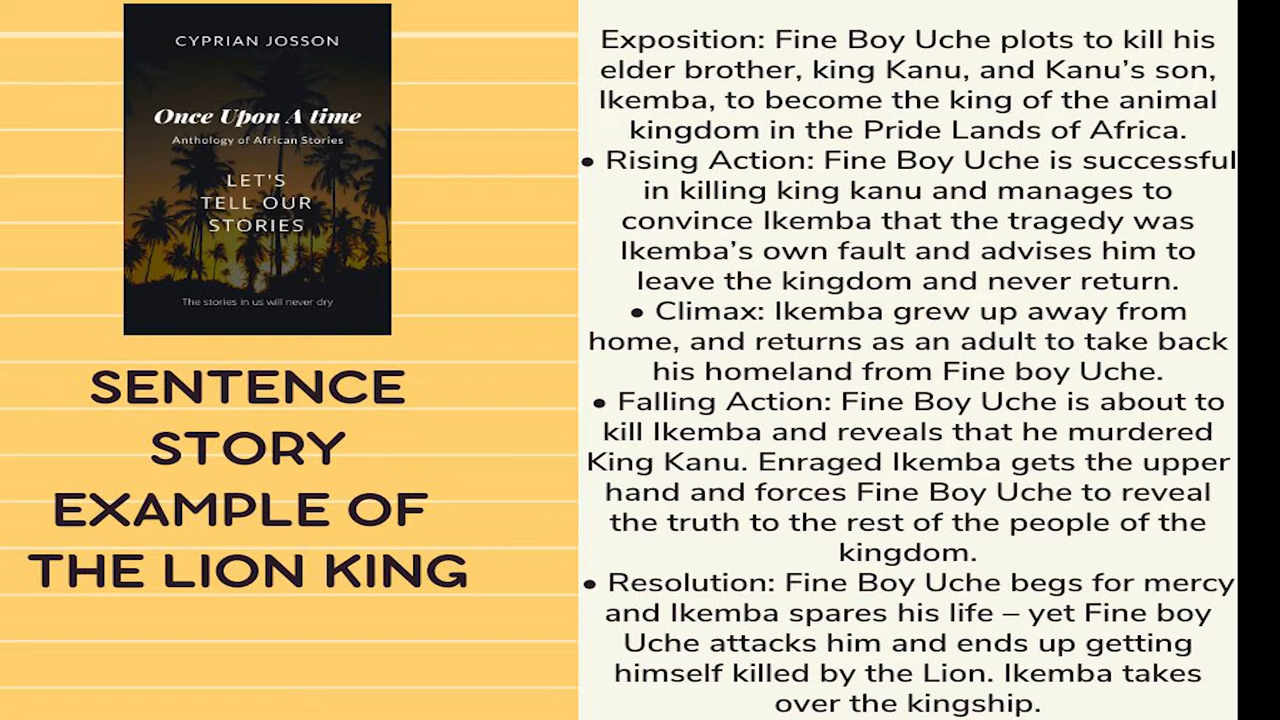 CYPRIAN JOSSON
Once Upon A time
Anthology of African Stories
LET'S
TELL OUR
STORIES
The stories in us will never dry
SENTENCE
STORY
EXAMPLE OF
THE LION KING
Exposition: Fine Boy Uche plots to kill his
elder brother, king Kanu, and Kanu’s son,
Ikemba, to become the king of the animal
kingdom in the Pride Lands of Africa.
• Rising Action: Fine Boy Uche is successful
in killing king kanu and manages to
convince Ikemba that the tragedy was
Ikemba’s own fault and advises him to
leave the kingdom and never return.
• Climax: Ikemba grew up away from
home, and returns as an adult to take back
his homeland from Fine boy Uche.
• Falling Action: Fine Boy Uche is about to
kill Ikemba and reveals that he murdered
King Kanu. Enraged Ikemba gets the upper
hand and forces Fine Boy Uche to reveal
the truth to the rest of the people of the
kingdom.
• Resolution: Fine Boy Uche begs for mercy
and Ikemba spares his life – yet Fine boy
Uche attacks him and ends up getting
himself killed by the Lion. Ikemba takes
over the kingship.